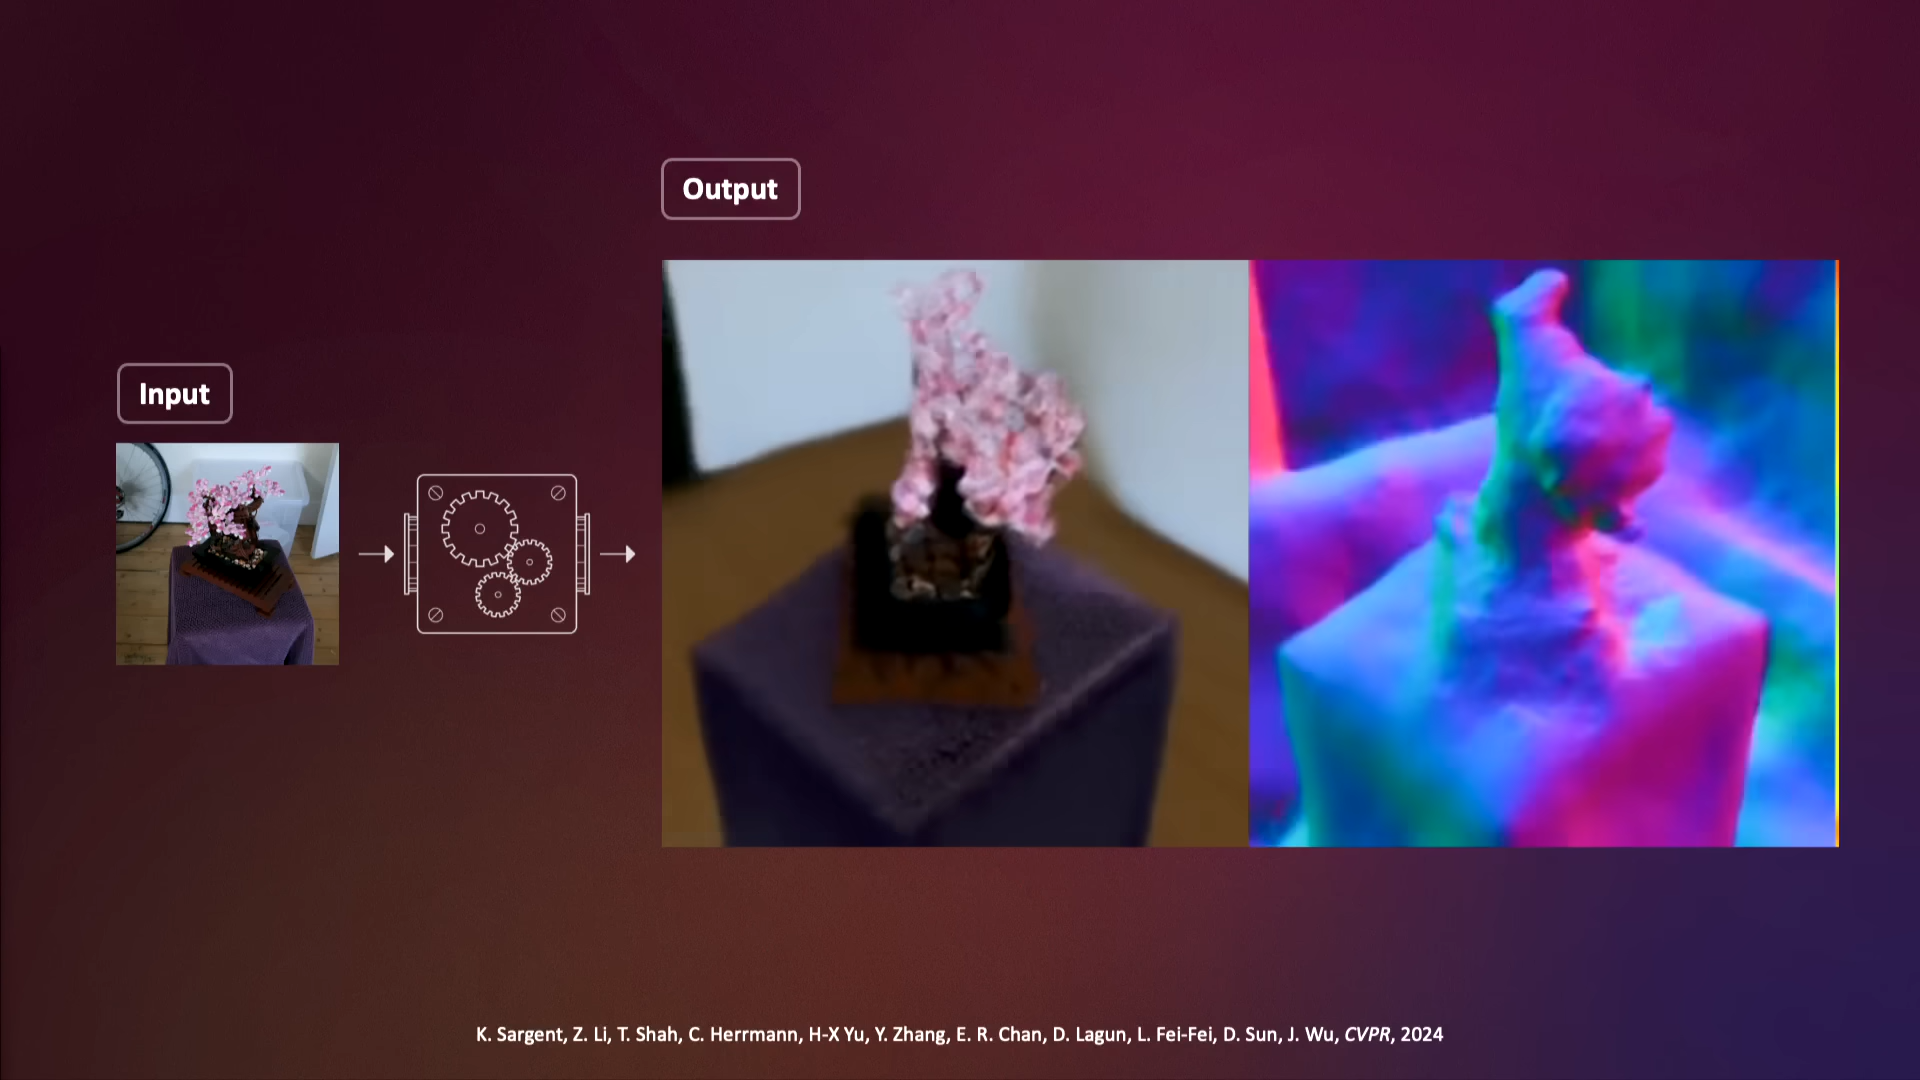 Output
Input
K. Sargent, Z. Li, T. Shah, C. Herrmann, H-X Yu, Y. Zhang, E. R. Chan, D. Lagun, L. Fei-Fei, D. Sun, J. Wu, CVPR, 2024